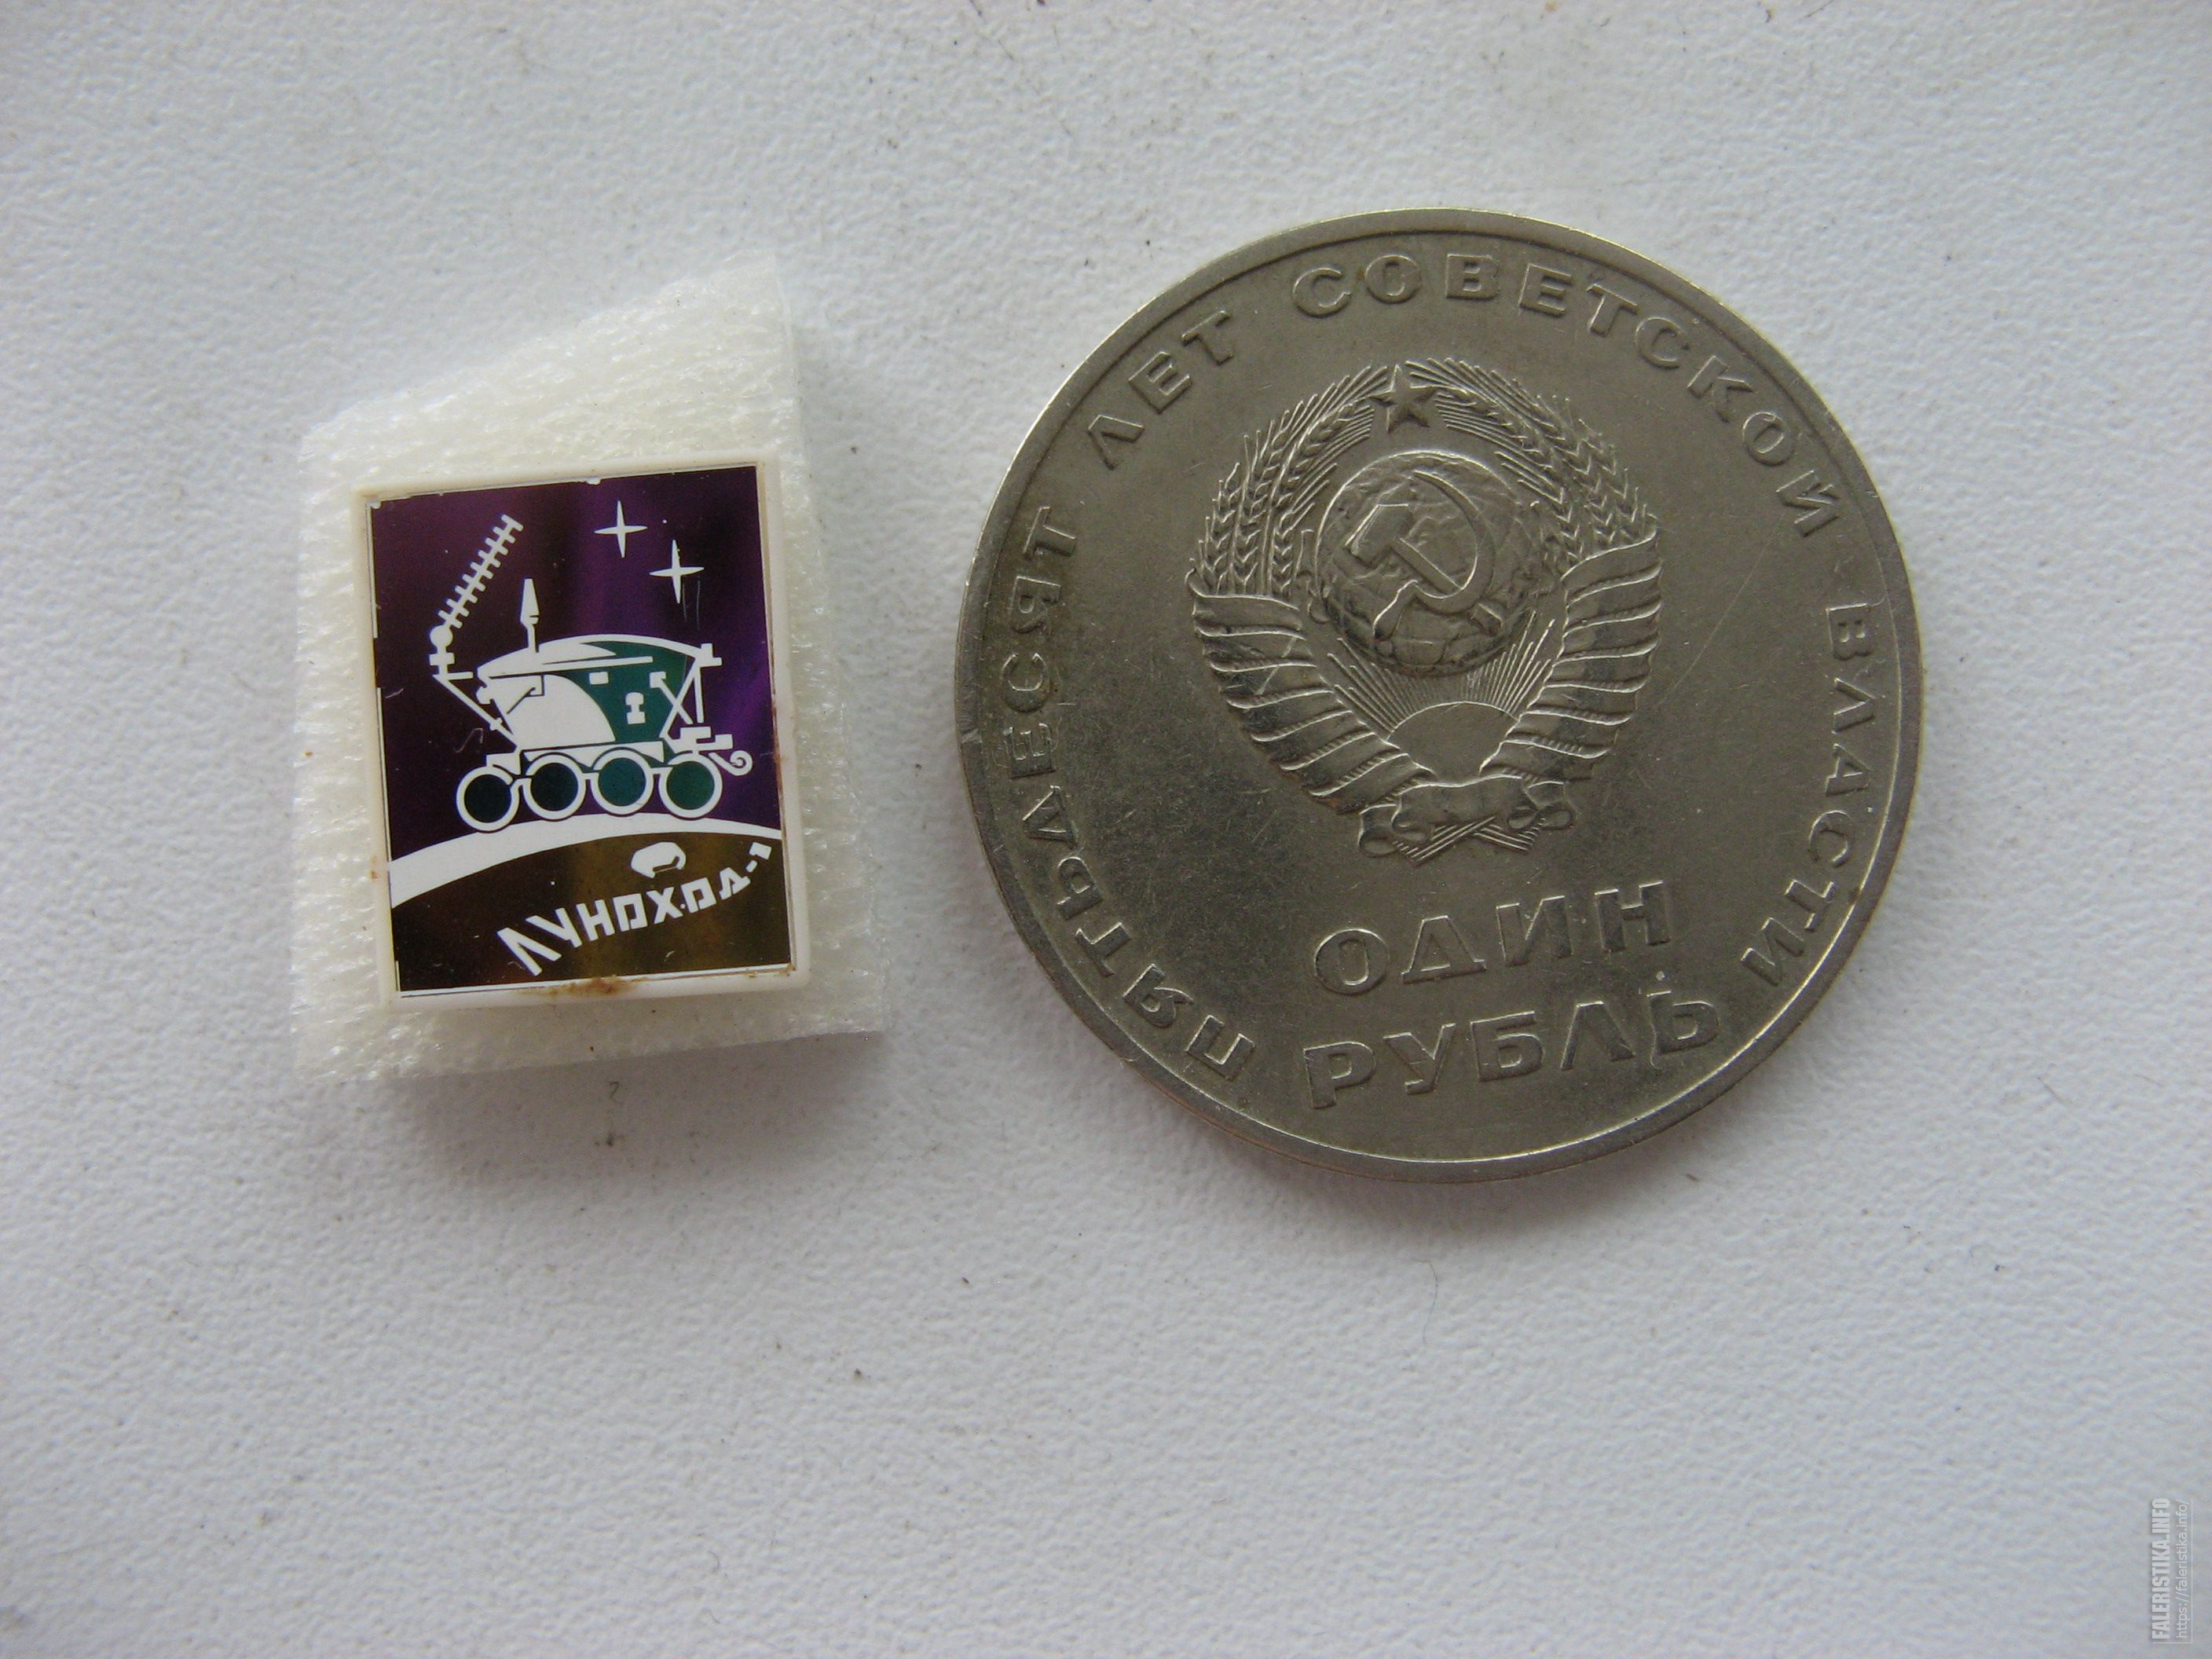 ЛУНОХОД-1
ПЯТЬДЕСЯТ ЛЕТ СОВЕТСКОЙ ВЛАСТИ
ОДИН
РУБЛЬ
FALERISTIKA.INFO
https://faleristika.info/